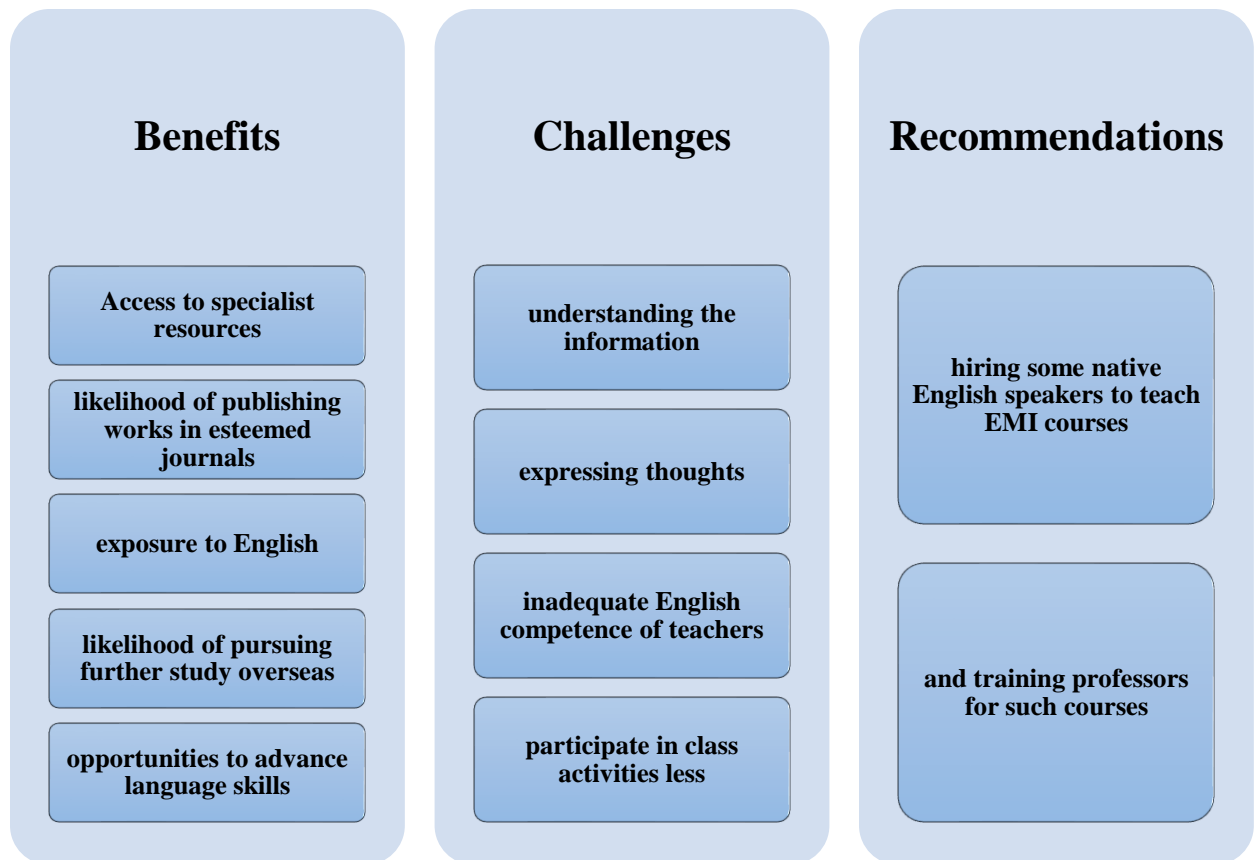 Benefits
Access to specialist
resources
likelihood of publishing
works in esteemed
journals
exposure to English
likelihood of pursuing
further study overseas
opportunities to advance
language skills
Challenges
understanding the
information
expressing thoughts
inadequate English
competence of teachers
participate in class
activities less
Recommendations
hiring some native
English speakers to teach
EMI courses
and training professors
for such courses